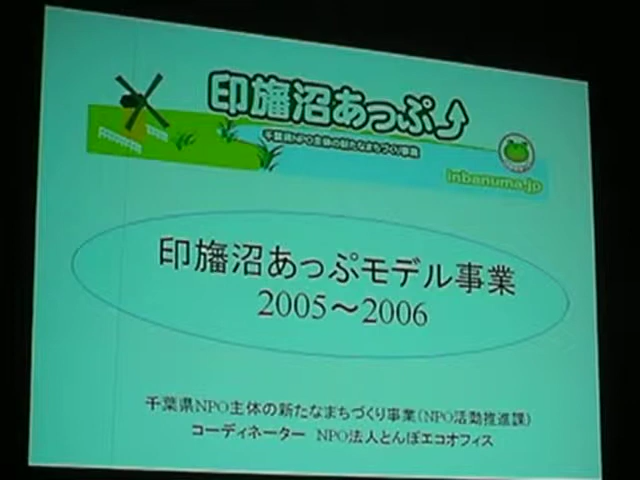 印旛沼あっぷ
千葉県NPO主体の新たなまちづくり事業
inbanuma.jp
印旛沼あっぷモデル事業
2005～2006
千葉県NPO主体の新たなまちづくり事業(NPO活動推進課)
コーディネーター NPO法人とんぼエコオフィス